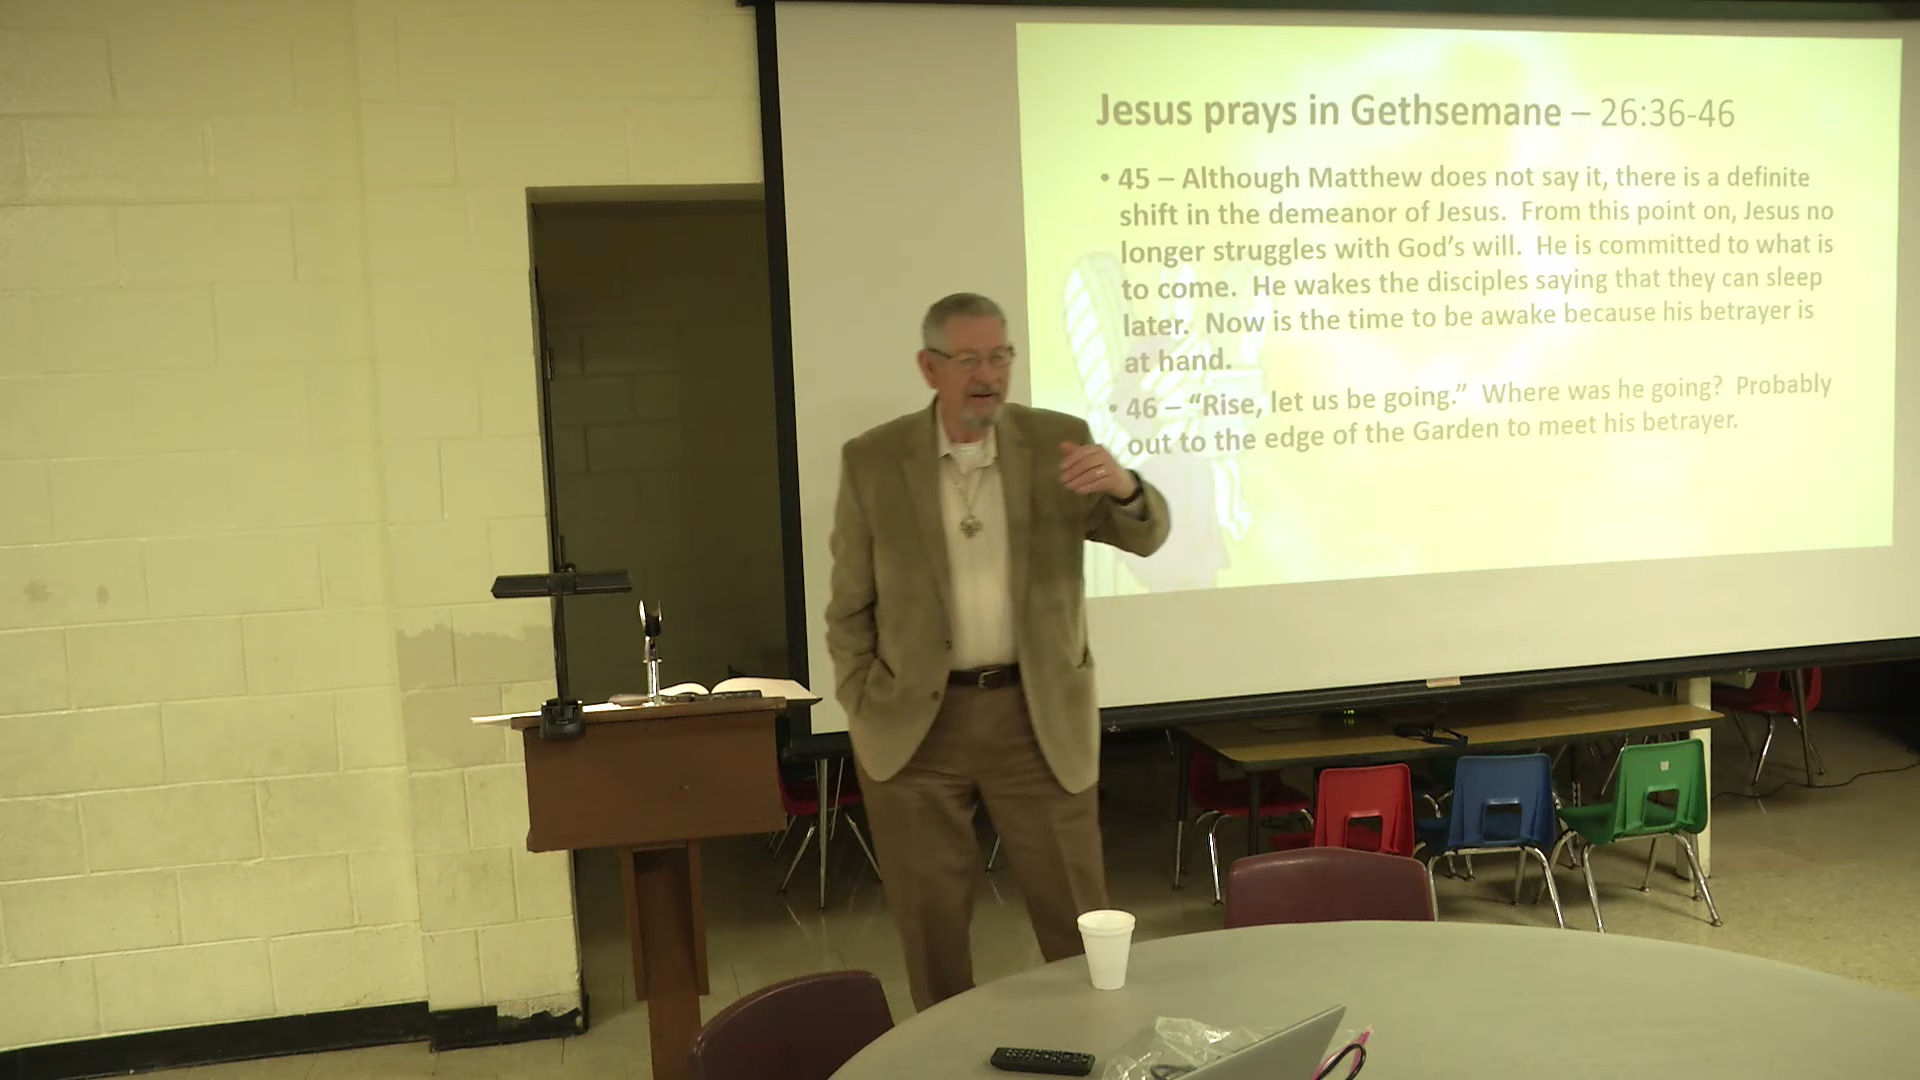 Jesus prays in Gethsemane – 26:36-46
• 45 – Although Matthew does not say it, there is a definite
shift in the demeanor of Jesus. From this point on, Jesus no
longer struggles with God's will. He is committed to what is
to come. He wakes the disciples saying that they can sleep
later. Now is the time to be awake because his betrayer is
at hand.
• 46 – “Rise, let us be going.” Where was he going? Probably
out to the edge of the Garden to meet his betrayer.